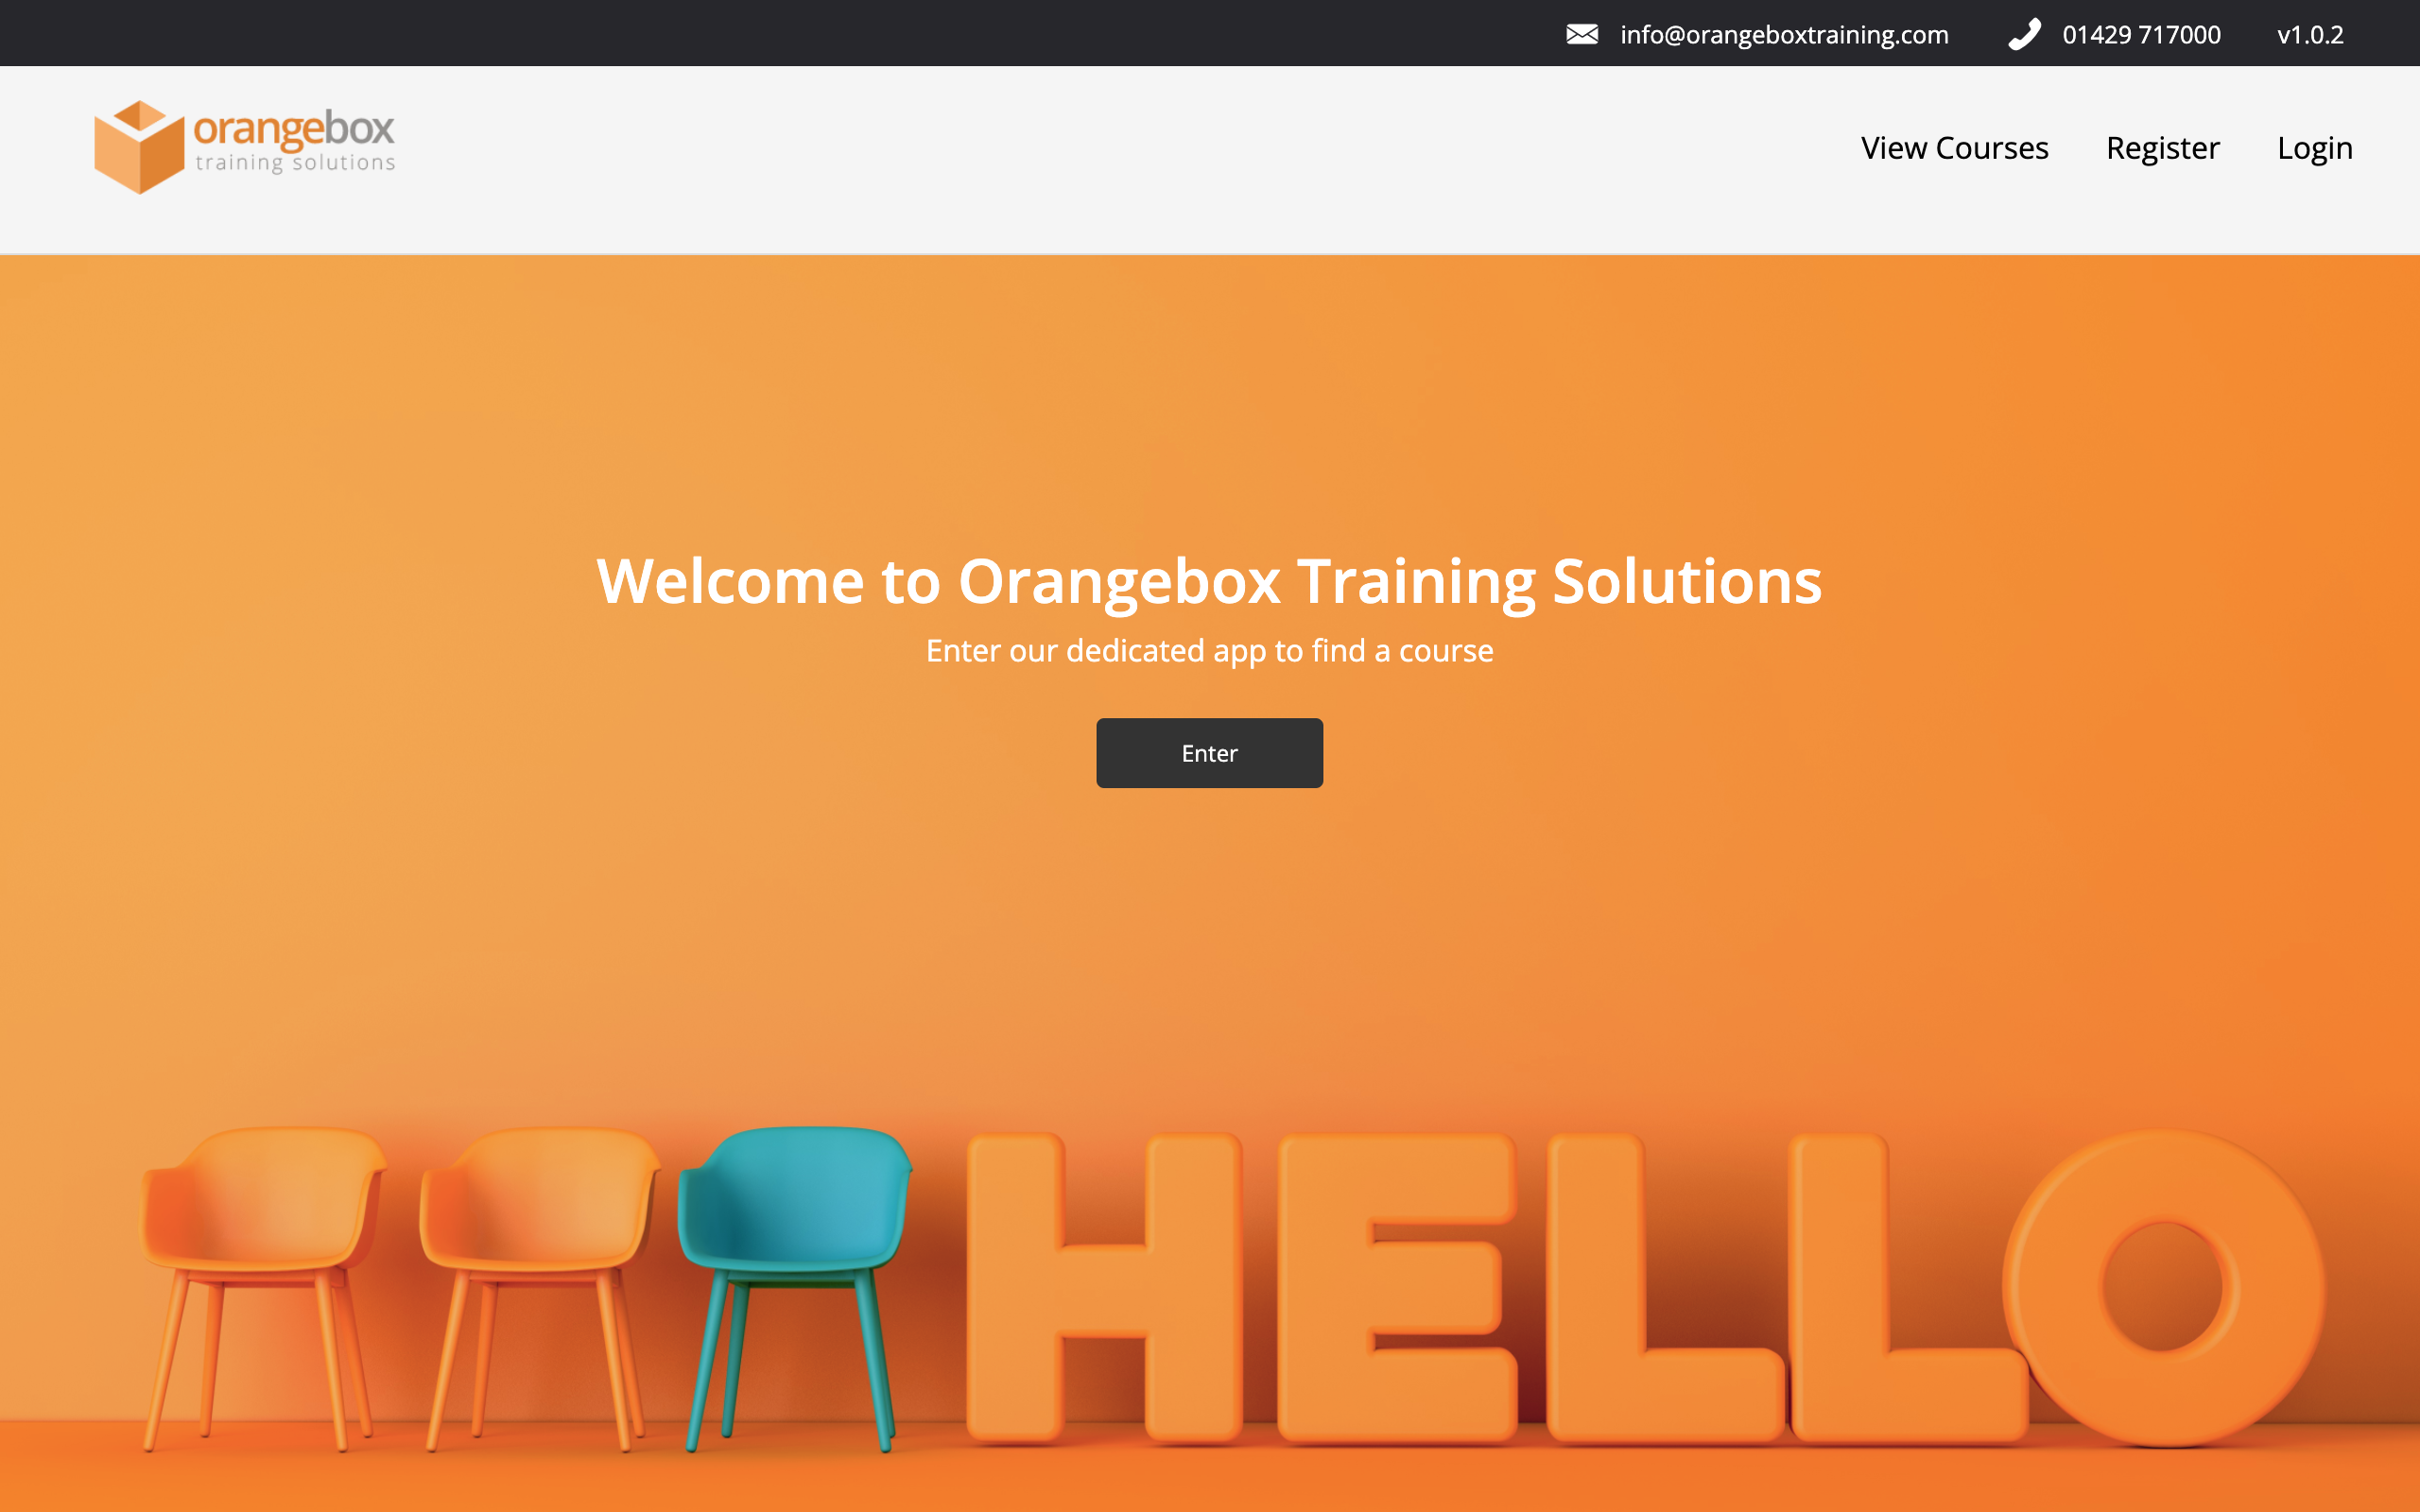 info@orangeboxtraining.com 01429 717000 v1.0.2
orangebox
training solutions
View Courses Register Login
Welcome to Orangebox Training Solutions
Enter our dedicated app to find a course
Enter
HELLO